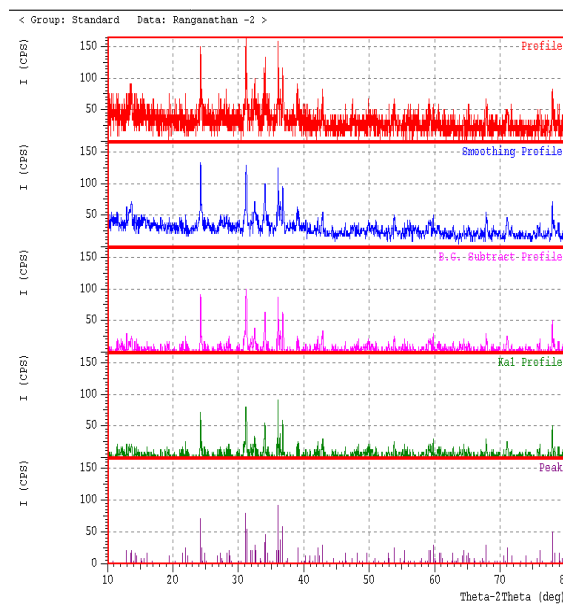 < Group: Standard Data: Ranganathan -2 >
I (CPS)
150
100
50
Profile
I (CPS)
150
100
50
Smoothing Profile
I (CPS)
150
100
50
B.G. Subtract Profile
I (CPS)
150
100
50
Ka1 Profile
I (CPS)
150
100
50
0
Peak
10 20 30 40 50 60 70 80
Theta-2Theta (deg)